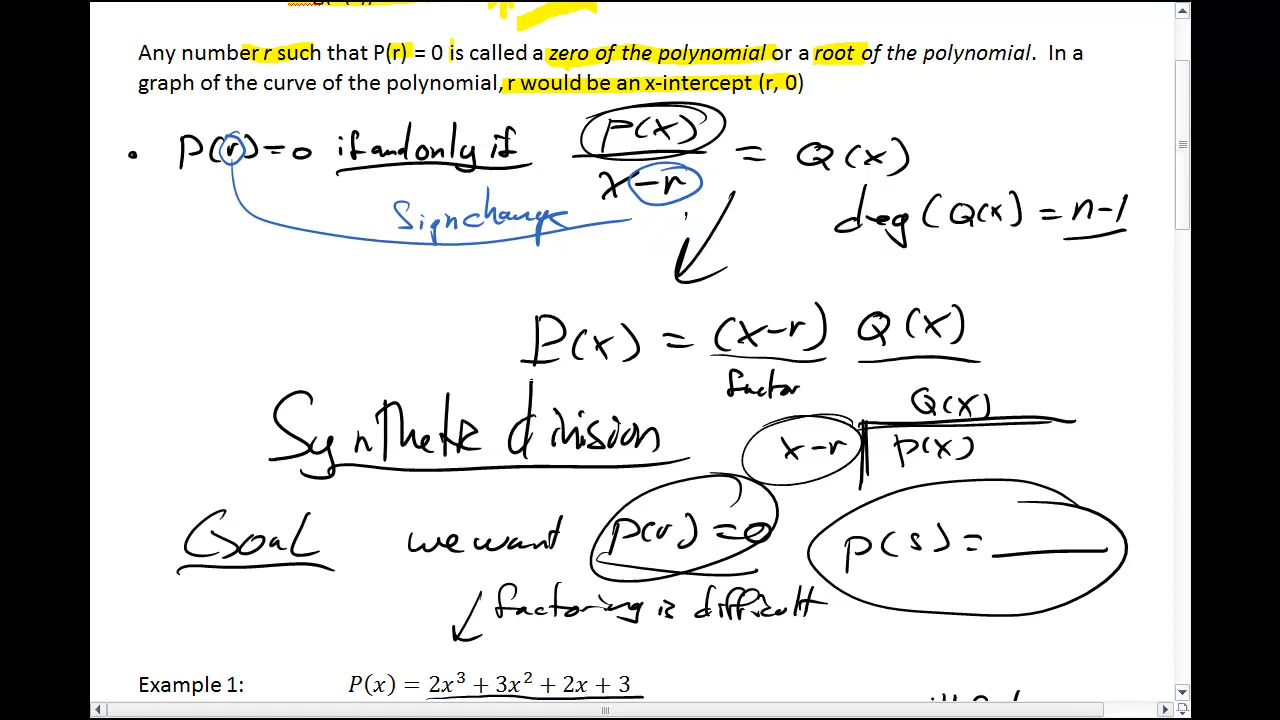 Any number r such that P(r) = 0 is called a zero of the polynomial or a root of the polynomial. In a
graph of the curve of the polynomial, r would be an x-intercept (r, 0)
• P(r)=0 if and only if P(x) / x-r = Q(x)
Sign change
deg (Q(x) = n-1
P(x) = (x-r) Q(x)
factor
Synthetic division
Q(x)
x-r P(x)
Goal we want P(r)=0 P(s)=
factoring is difficult
Example 1: P(x) = 2x³ + 3x² + 2x + 3